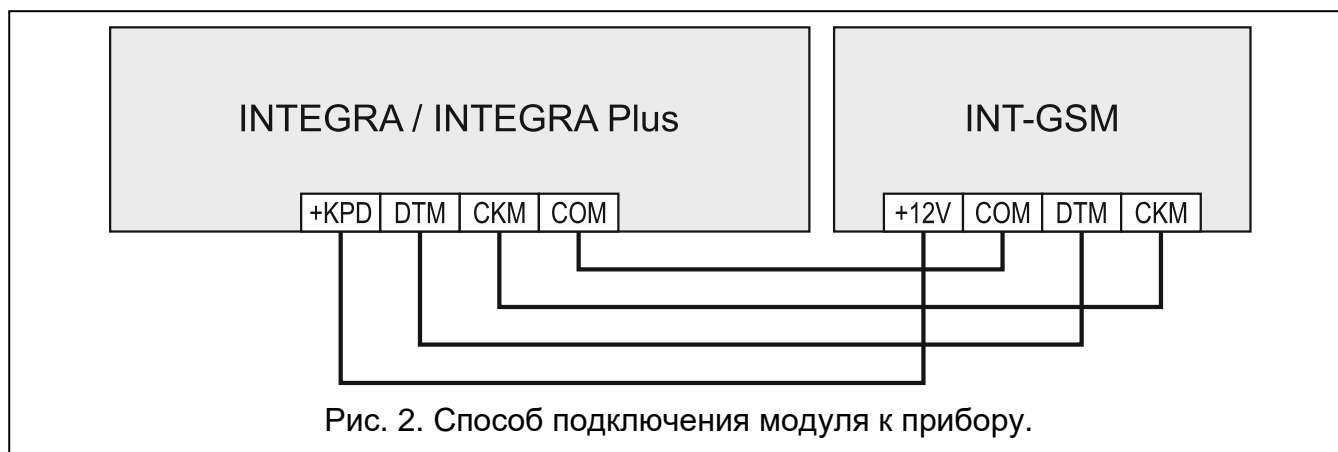 INTEGRA / INTEGRA Plus
INT-GSM
+KPD DTM CKM COM
+12V COM DTM CKM
Рис. 2. Способ подключения модуля к прибору.